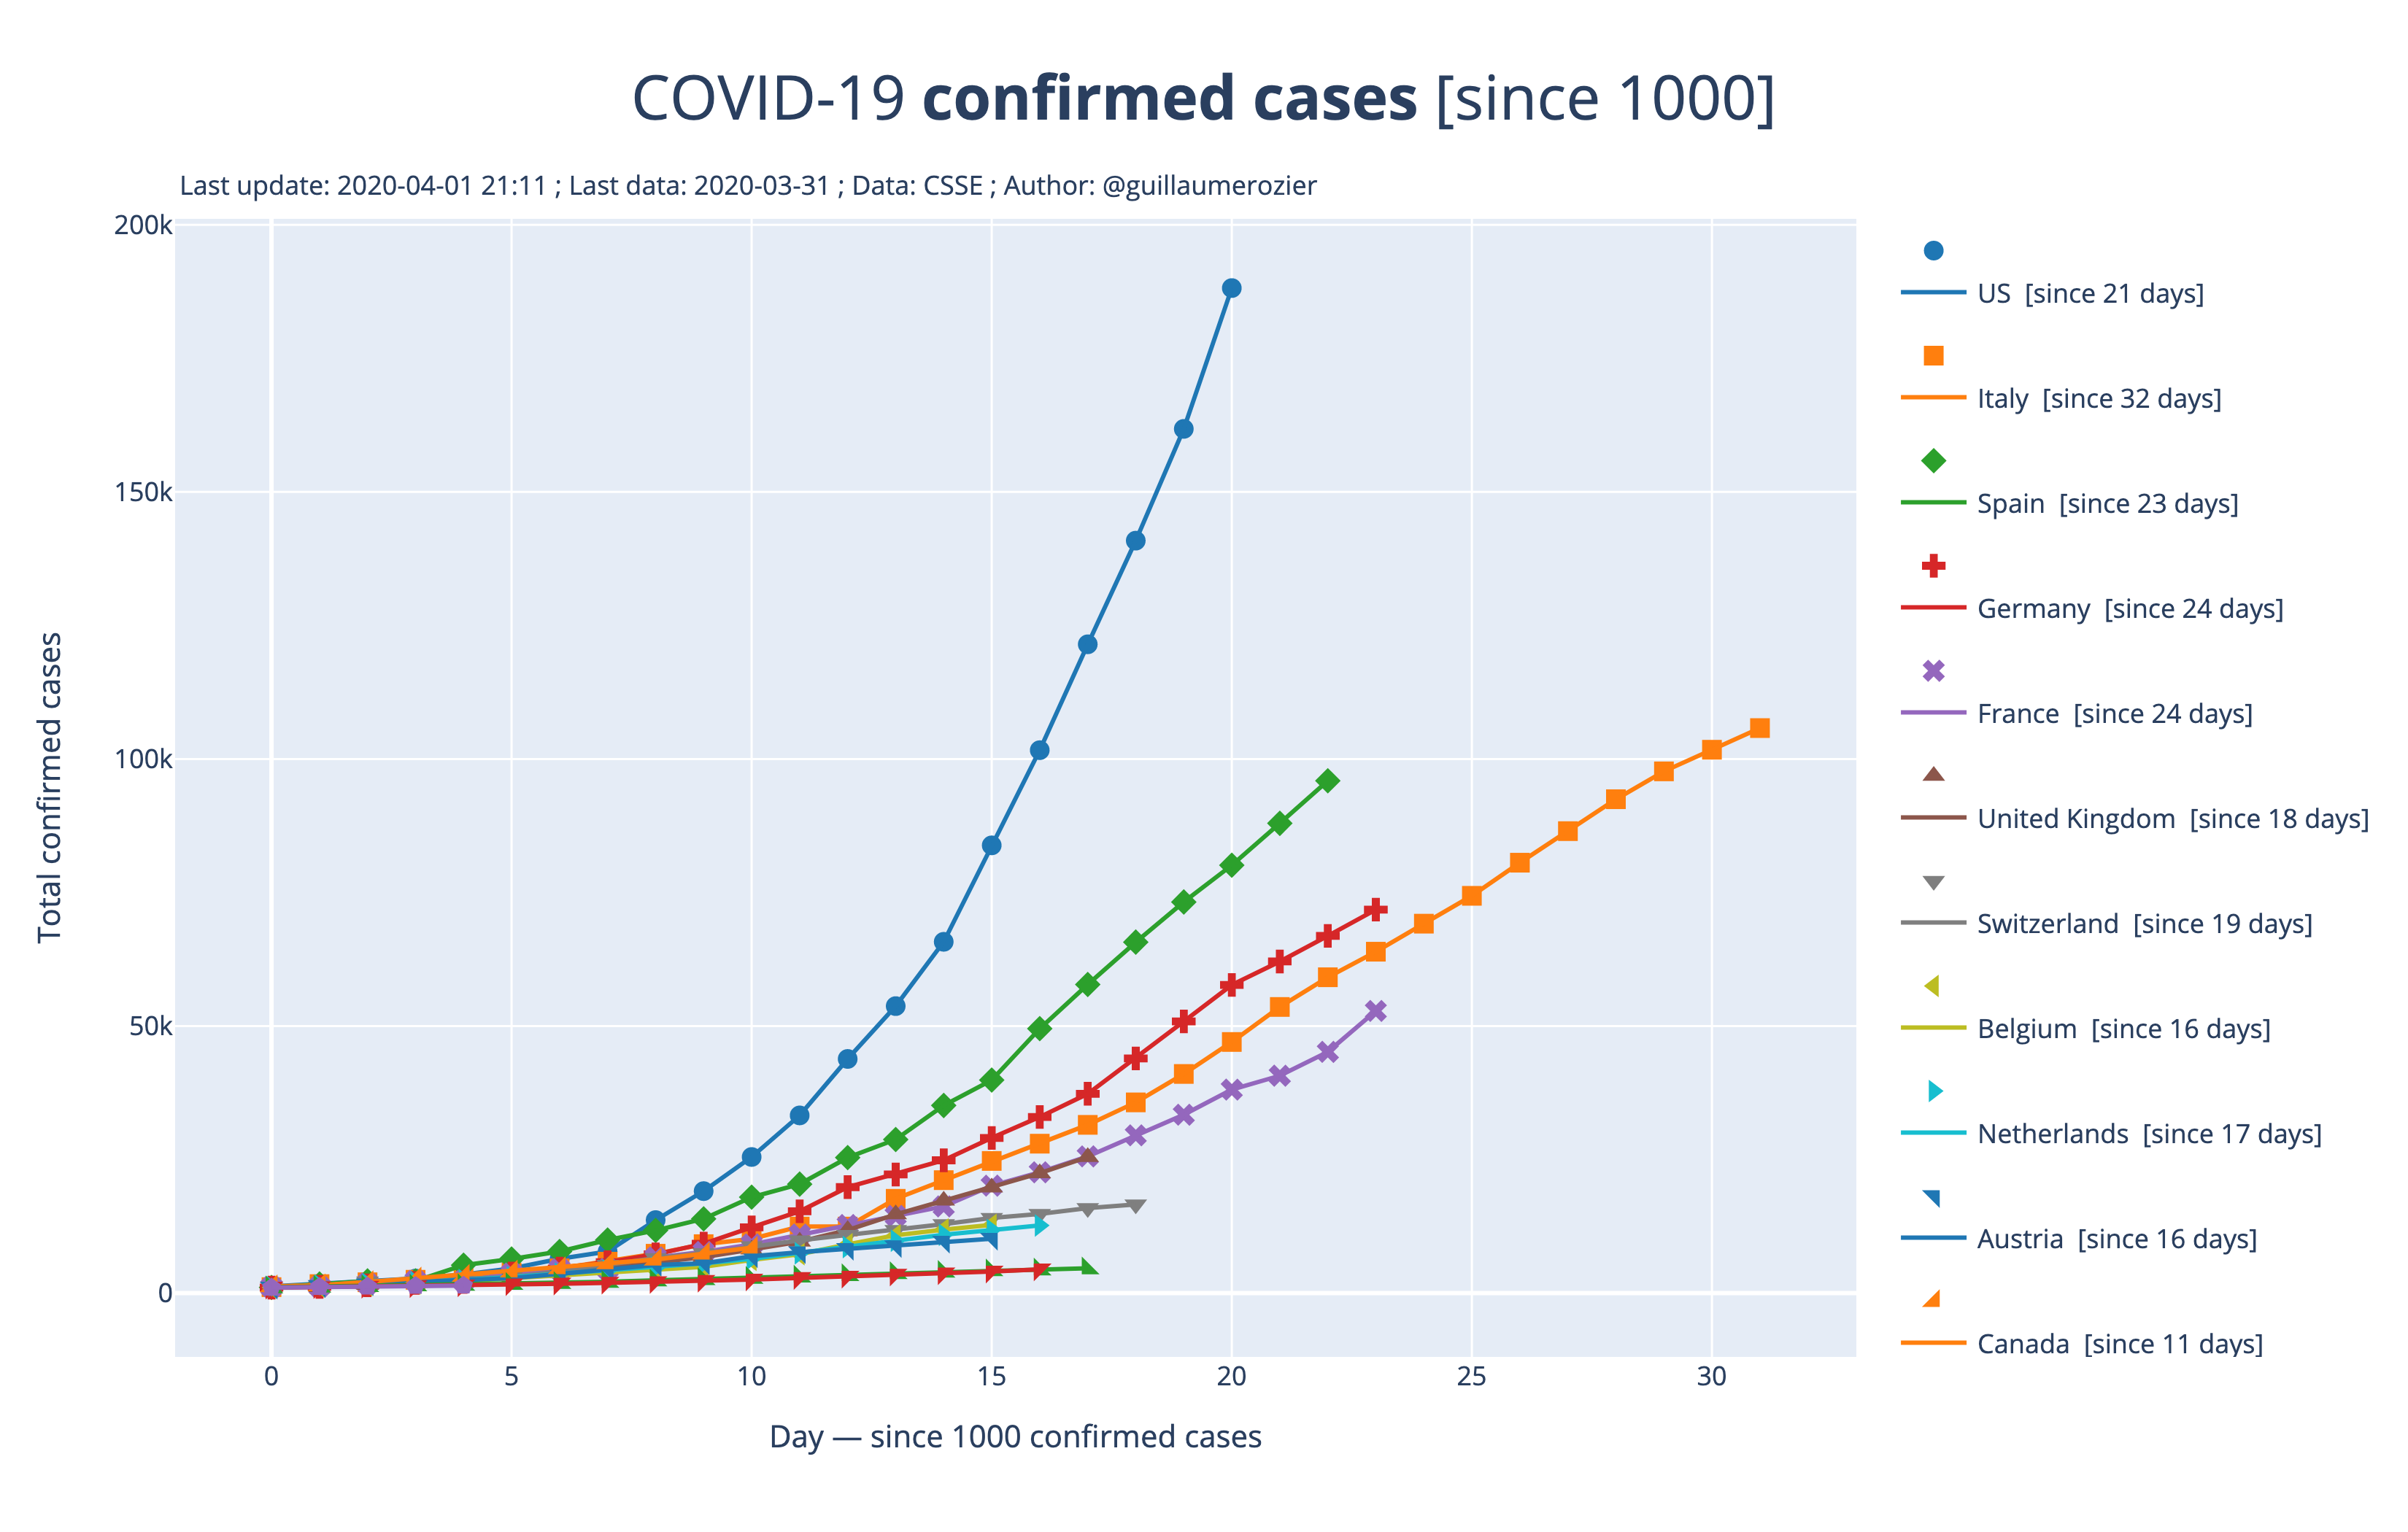 COVID-19 confirmed cases [since 1000]
Last update: 2020-04-01 21:11 ; Last data: 2020-03-31 ; Data: CSSE ; Author: @guillaumerozier
200k
150k
100k
50k
0
Total confirmed cases
0 5 10 15 20 25 30
Day — since 1000 confirmed cases
US [since 21 days]
Italy [since 32 days]
Spain [since 23 days]
Germany [since 24 days]
France [since 24 days]
United Kingdom [since 18 days]
Switzerland [since 19 days]
Belgium [since 16 days]
Netherlands [since 17 days]
Austria [since 16 days]
Canada [since 11 days]